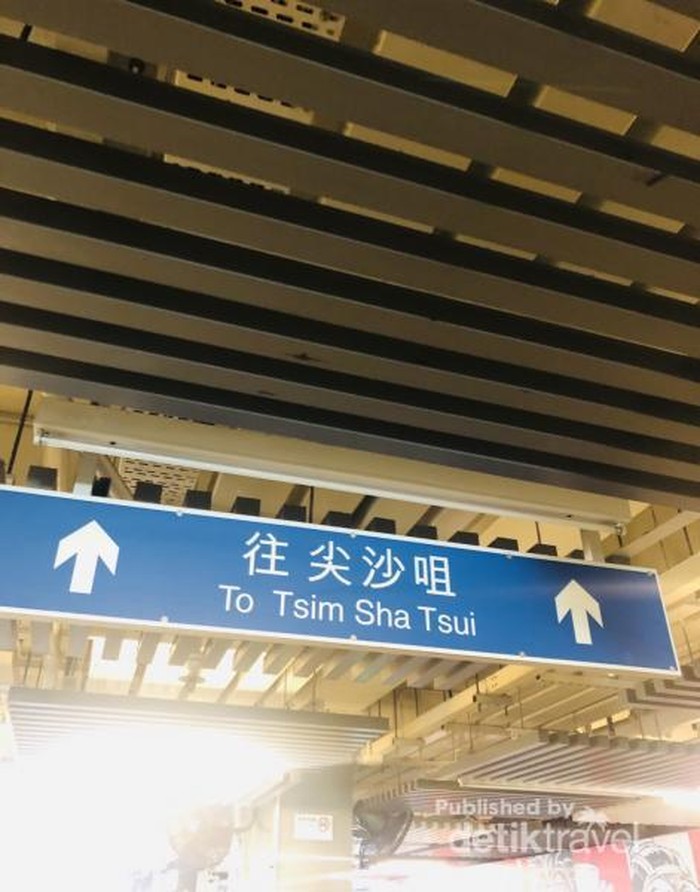 往 尖沙咀
To Tsim Sha Tsui
Published by
detiktravel